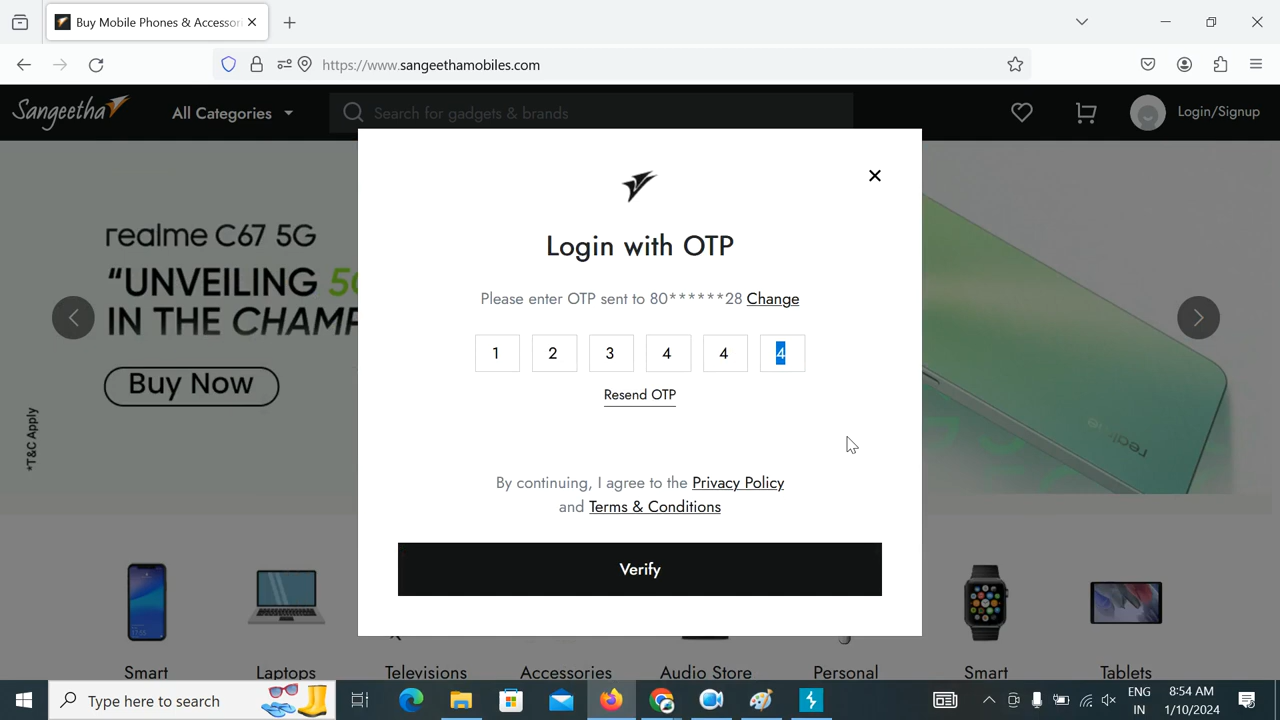 Buy Mobile Phones & Accessori
https://www.sangeethamobiles.com
Sangeetha
All Categories
Search for gadgets & brands
Login/Signup
realme C67 5G
“UNVEILING 5G
IN THE CHAMP
Buy Now
*T&C Apply
realme
Login with OTP
Please enter OTP sent to 80******28 Change
1 2 3 4 4 4
Resend OTP
By continuing, I agree to the Privacy Policy
and Terms & Conditions
Verify
Smart Laptops Televisions Accessories Audio Store Personal Smart Tablets
Type here to search
ENG
IN
8:54 AM
1/10/2024